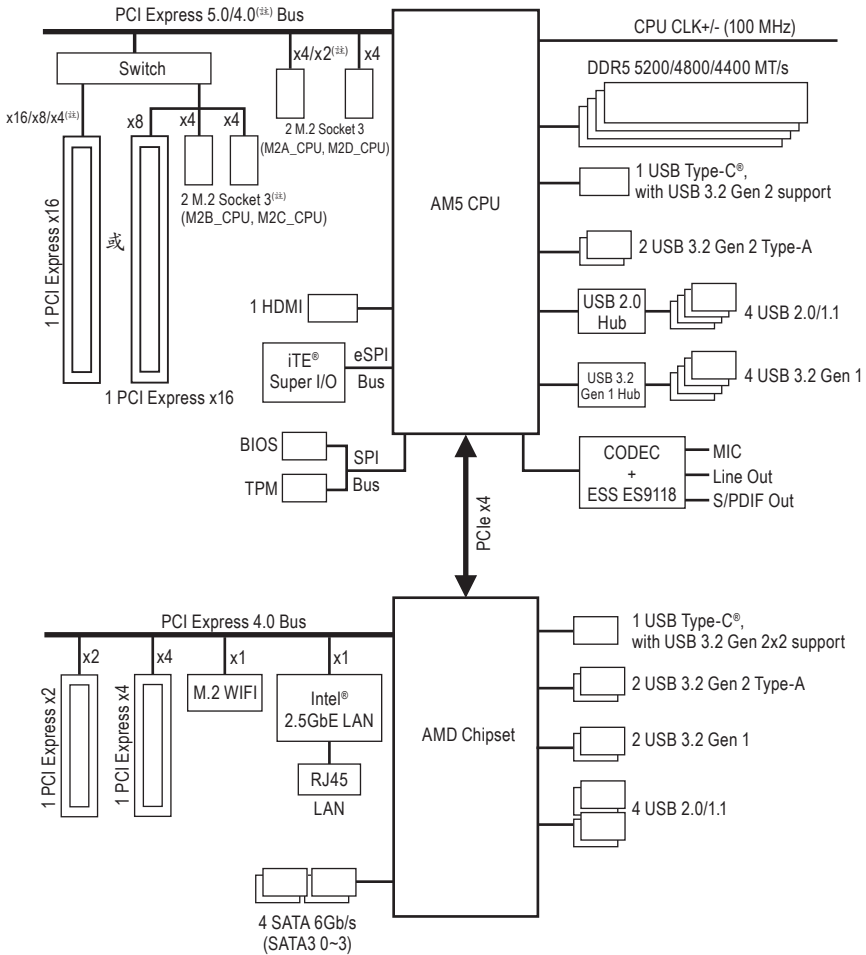 PCI Express 5.0/4.0(註) Bus
CPU CLK+/- (100 MHz)
Switch
x4/x2(註)
x4
DDR5 5200/4800/4400 MT/s
x16/x8/x4(註)
x8
x4
x4
2 M.2 Socket 3
(M2A_CPU, M2D_CPU)
1 USB Type-C®,
with USB 3.2 Gen 2 support
2 M.2 Socket 3(註)
(M2B_CPU, M2C_CPU)
AM5 CPU
1 PCI Express x16
或
1 PCI Express x16
2 USB 3.2 Gen 2 Type-A
1 HDMI
USB 2.0
Hub
4 USB 2.0/1.1
iTE®
Super I/O
eSPI
Bus
USB 3.2
Gen 1 Hub
4 USB 3.2 Gen 1
BIOS
TPM
SPI
Bus
CODEC
+
ESS ES9118
MIC
Line Out
S/PDIF Out
PCIe x4
PCI Express 4.0 Bus
1 USB Type-C®,
with USB 3.2 Gen 2x2 support
x2
x4
x1
x1
1 PCI Express x2
1 PCI Express x4
M.2 WIFI
Intel®
2.5GbE LAN
2 USB 3.2 Gen 2 Type-A
AMD Chipset
2 USB 3.2 Gen 1
RJ45
LAN
4 USB 2.0/1.1
4 SATA 6Gb/s
(SATA3 0~3)